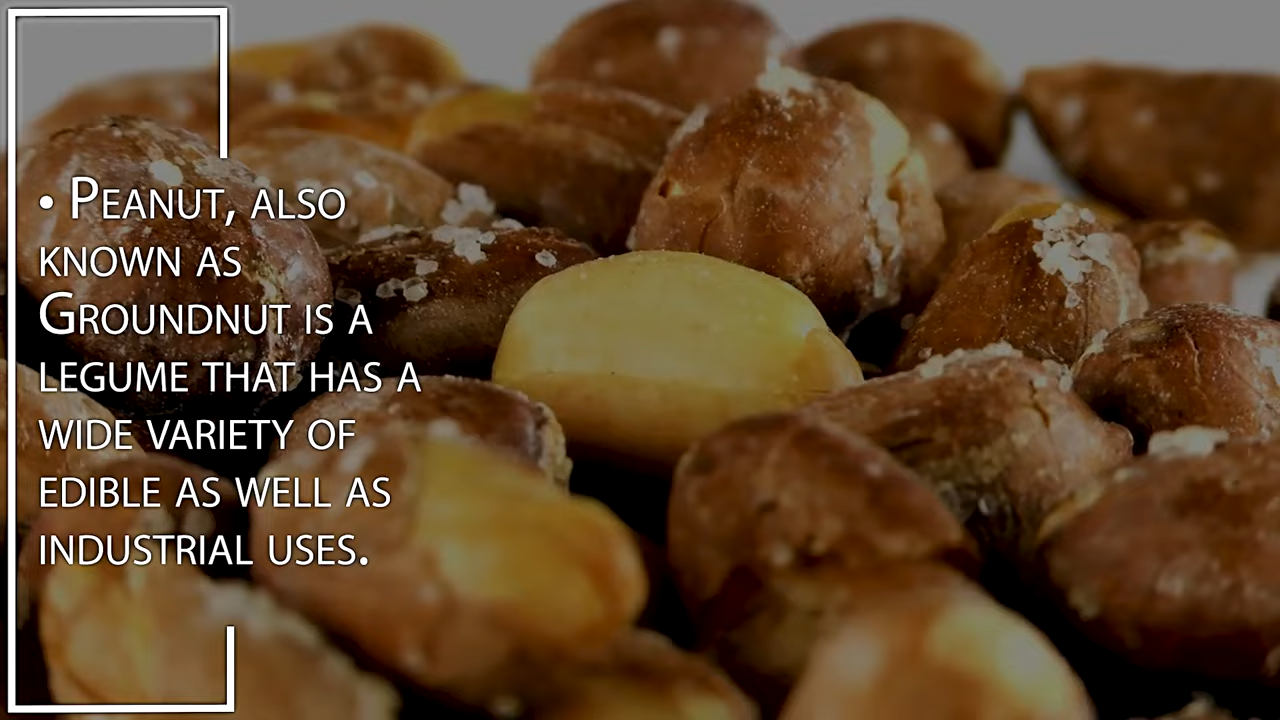 • Peanut, also
known as
Groundnut is a
legume that has a
wide variety of
edible as well as
industrial uses.